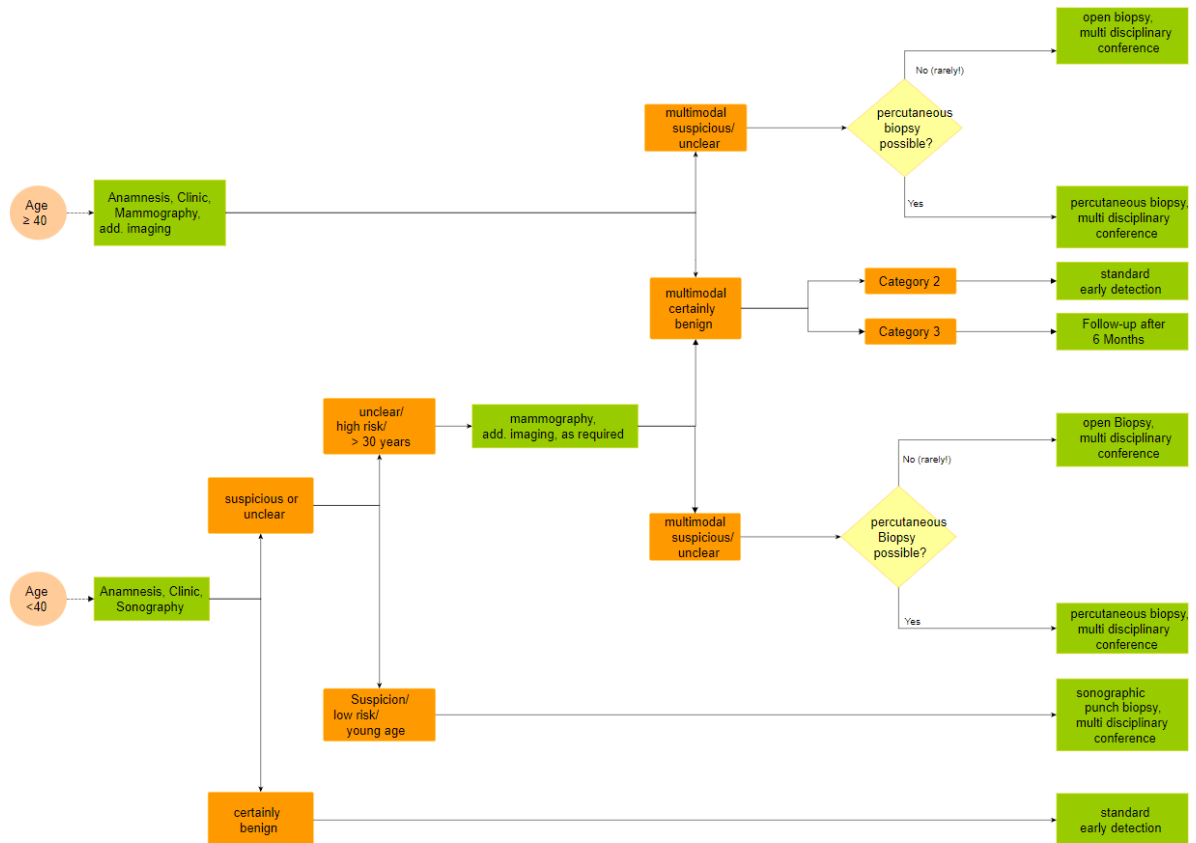 open biopsy,
multi disciplinary
conference
No (rarely!)
multimodal
suspicious/
unclear
percutaneous
biopsy
possible?
Age
≥ 40
Anamnesis, Clinic,
Mammography,
add. imaging
Yes
percutaneous biopsy,
multi disciplinary
conference
multimodal
certainly
benign
Category 2
standard
early detection
Category 3
Follow-up after
6 Months
unclear/
high risk/
> 30 years
mammography,
add. imaging, as required
open Biopsy,
multi disciplinary
conference
No (rarely!)
suspicious or
unclear
multimodal
suspicious/
unclear
percutaneous
Biopsy
possible?
Age
<40
Anamnesis, Clinic,
Sonography
Yes
percutaneous biopsy,
multi disciplinary
conference
Suspicion/
low risk/
young age
sonographic
punch biopsy,
multi disciplinary
conference
certainly
benign
standard
early detection